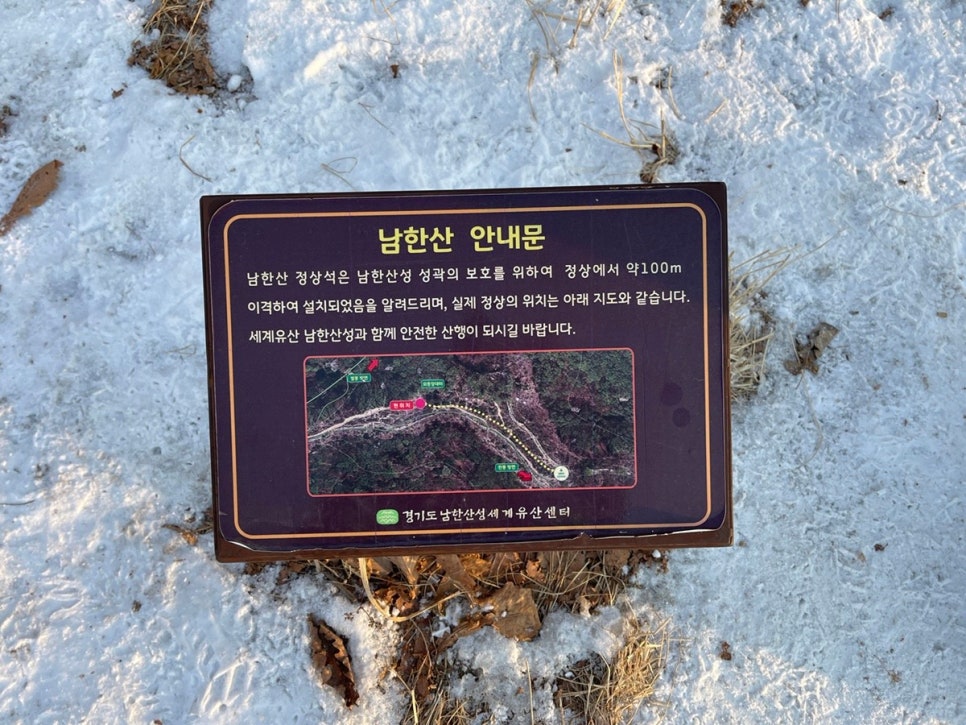 남한산 안내문
남한산 정상석은 남한산성 성곽의 보호를 위하여 정상에서 약100m
이격하여 설치되었음을 알려드리며, 실제 정상의 위치는 아래 지도와 같습니다.
세계유산 남한산성과 함께 안전한 산행이 되시길 바랍니다.
현위치
경기도남한산성세계유산센터